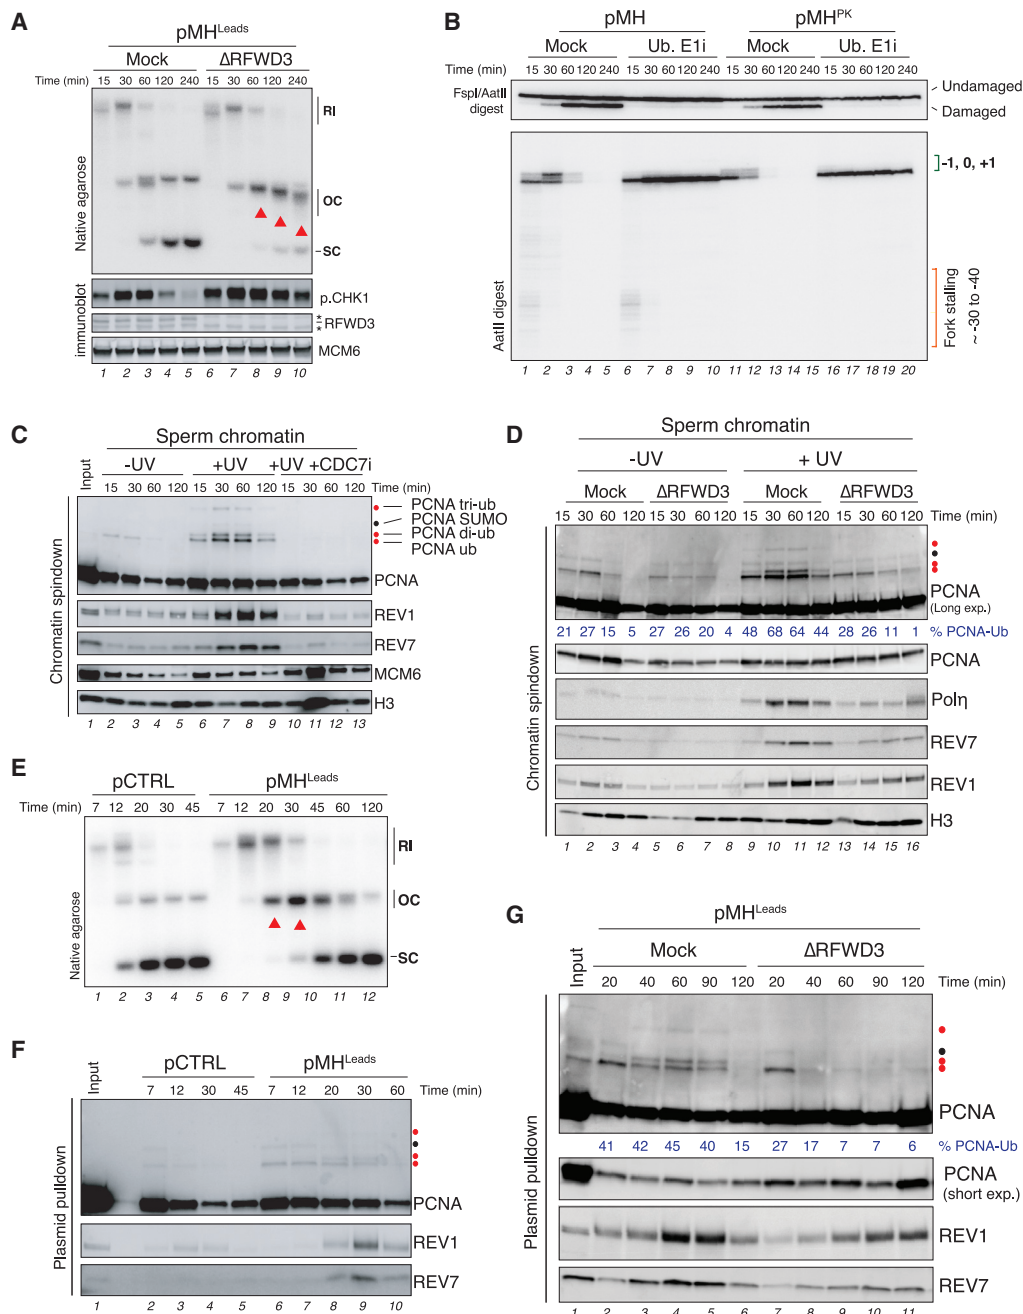 A
pMH^Leads
Mock ΔRFWD3
Time (min) 15 30 60 120 240 15 30 60 120 240
Native agarose
RI
OC
SC
immunoblot
p.CHK1
* RFWD3
*
MCM6
1 2 3 4 5 6 7 8 9 10
B
pMH pMH^PK
Mock Ub. E1i Mock Ub. E1i
Time (min) 15 30 60 120 240 15 30 60 120 240 15 30 60 120 240 15 30 60 120 240
FspI/AatII digest
Undamaged
Damaged
AatII digest
-1, 0, +1
Fork stalling
~ -30 to -40
1 2 3 4 5 6 7 8 9 10 11 12 13 14 15 16 17 18 19 20
C
Sperm chromatin
Input -UV +UV +UV +CDC7i
15 30 60 120 15 30 60 120 15 30 60 120 Time (min)
Chromatin spindown
PCNA tri-ub
PCNA SUMO
PCNA di-ub
PCNA ub
PCNA
REV1
REV7
MCM6
H3
1 2 3 4 5 6 7 8 9 10 11 12 13
D
Sperm chromatin
-UV + UV
Mock ΔRFWD3 Mock ΔRFWD3
15 30 60 120 15 30 60 120 15 30 60 120 15 30 60 120 Time (min)
Chromatin spindown
PCNA
(Long exp.)
21 27 15 5 27 26 20 4 48 68 64 44 28 26 11 1 % PCNA-Ub
PCNA
Polη
REV7
REV1
H3
1 2 3 4 5 6 7 8 9 10 11 12 13 14 15 16
E
pCTRL pMH^Leads
Time (min) 7 12 20 30 45 7 12 20 30 45 60 120
Native agarose
RI
OC
SC
1 2 3 4 5 6 7 8 9 10 11 12
F
pCTRL pMH^Leads
Input 7 12 30 45 7 12 20 30 60 Time (min)
Plasmid pulldown
PCNA
REV1
REV7
1 2 3 4 5 6 7 8 9 10
G
pMH^Leads
Mock ΔRFWD3
Input 20 40 60 90 120 20 40 60 90 120 Time (min)
Plasmid pulldown
PCNA
41 42 45 40 15 27 17 7 7 6 % PCNA-Ub
PCNA
(short exp.)
REV1
REV7
1 2 3 4 5 6 7 8 9 10 11